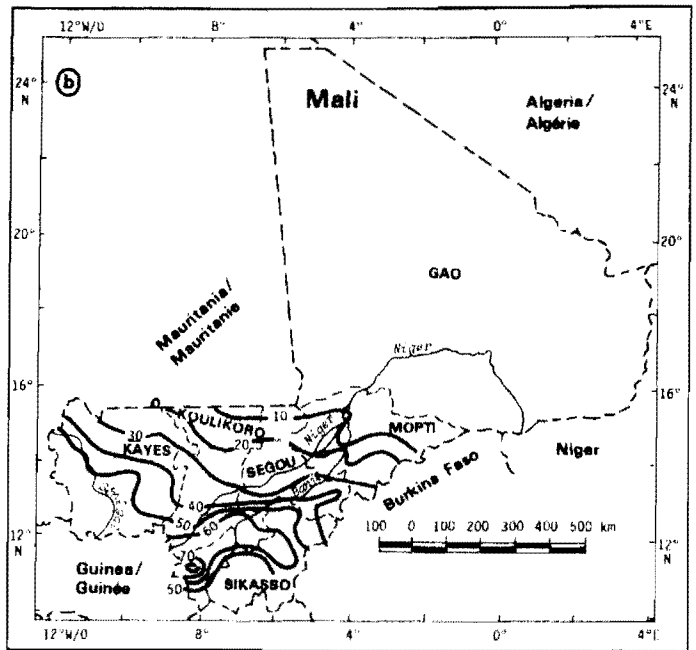 12°W/O 8° 4° 0° 4°E
b
24°
N
Mali
Algeria/
Algérie
24°
N
20°
20°
GAO
Mauritania/
Mauritanie
Niger
16°
16°
KOULIKORO
10
MOPTI
30
20
Niger
KAYES
SEGOU
Niger
Burkina Faso
40
50
60
12°
N
100 0 100 200 300 400 500 km
12°
N
Guinea/
Guinée
70
50
SIKASSO
12°W/O 8° 4° 0° 4°E